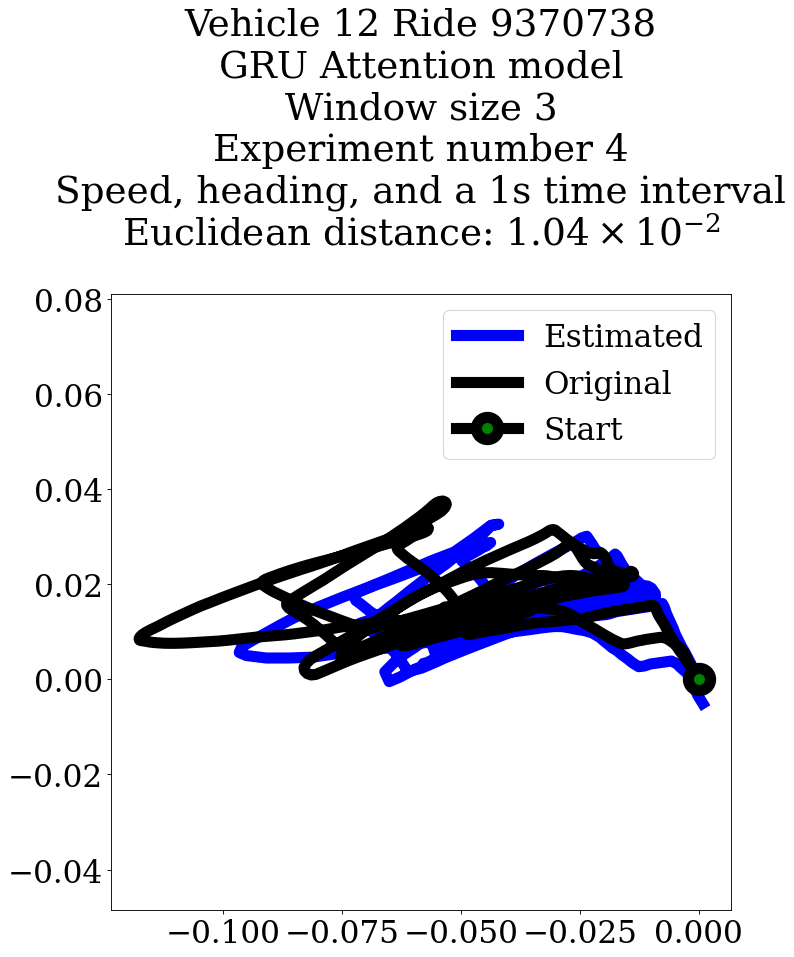 Vehicle 12 Ride 9370738
GRU Attention model
Window size 3
Experiment number 4
Speed, heading, and a 1s time interval
Euclidean distance: 1.04 × 10⁻²
Estimated
Original
Start
0.08
0.06
0.04
0.02
0.00
−0.02
−0.04
−0.100 −0.075 −0.050 −0.025 0.000